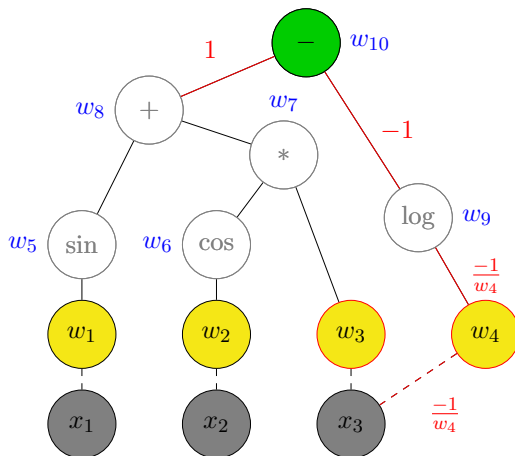 − w₁₀
1
w₇
w₈ +
∗
−1
w₅ sin w₆ cos log w₉
−1/w₄
w₁ w₂ w₃ w₄
x₁ x₂ x₃ −1/w₄